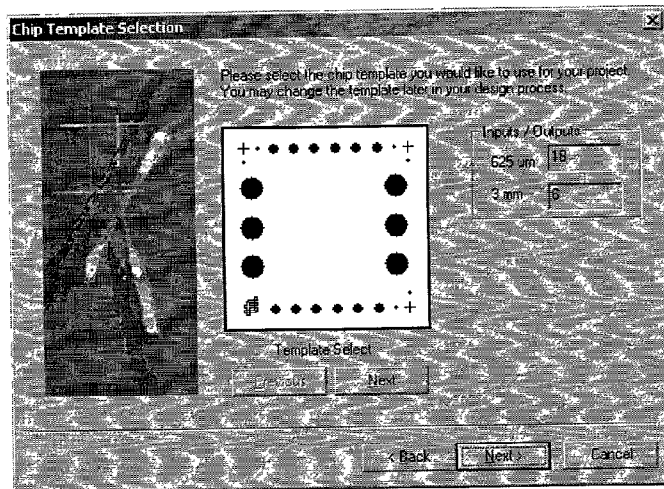 Chip Template Selection
Please select the chip template you would like to use for your project.
You may change the template later in your design process.
Inputs / Outputs
625 um 18
3 mm 6
Template Select
Previous Next
< Back Next > Cancel